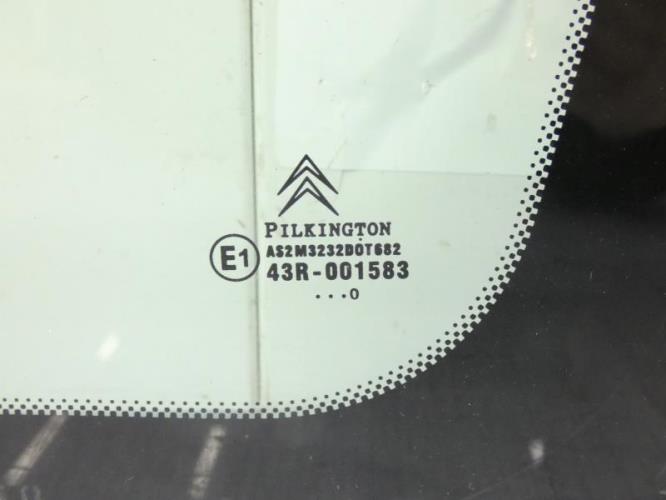 PILKINGTON
E1 AS2M3232DOT682
43R-001583
...0